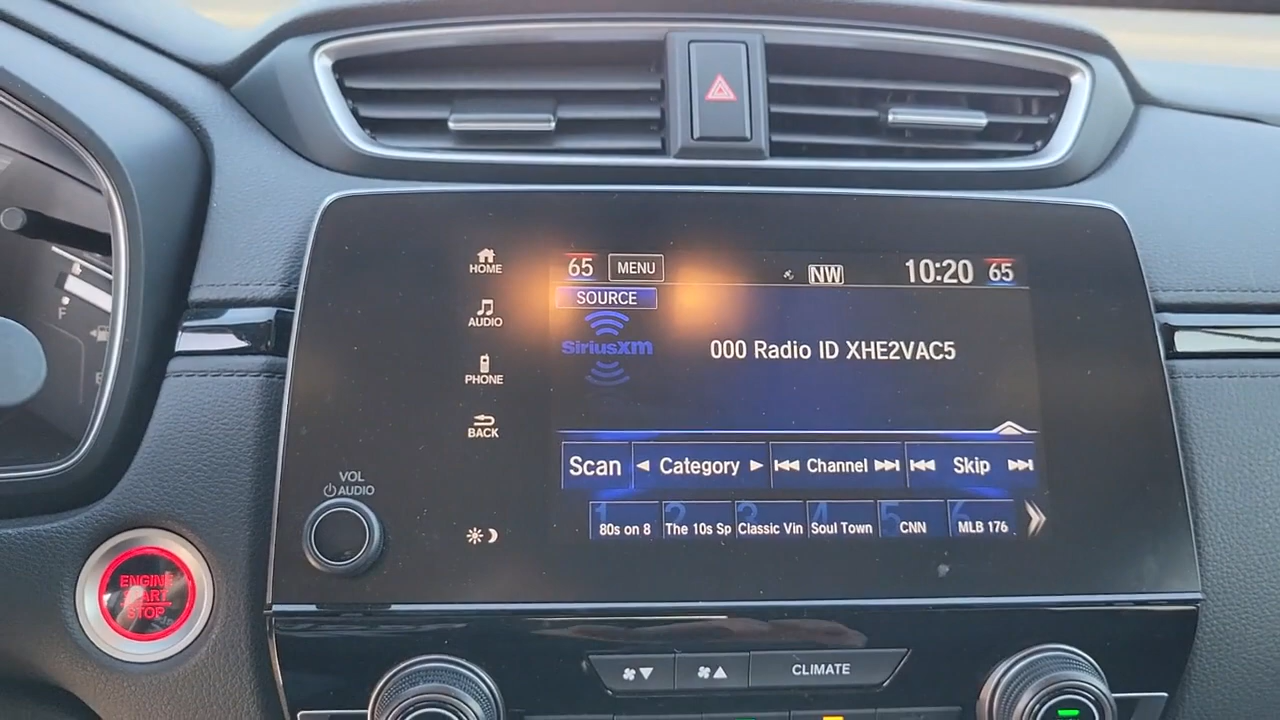 HOME
AUDIO
PHONE
BACK
65 MENU NW 10:20 65
SOURCE
SiriusXM
000 Radio ID XHE2VAC5
Scan Category Channel Skip
1 80s on 8
2 The 10s Sp
3 Classic Vin
4 Soul Town
5 CNN
6 MLB 176
VOL
AUDIO
ENGINE
START
STOP
CLIMATE
F
E